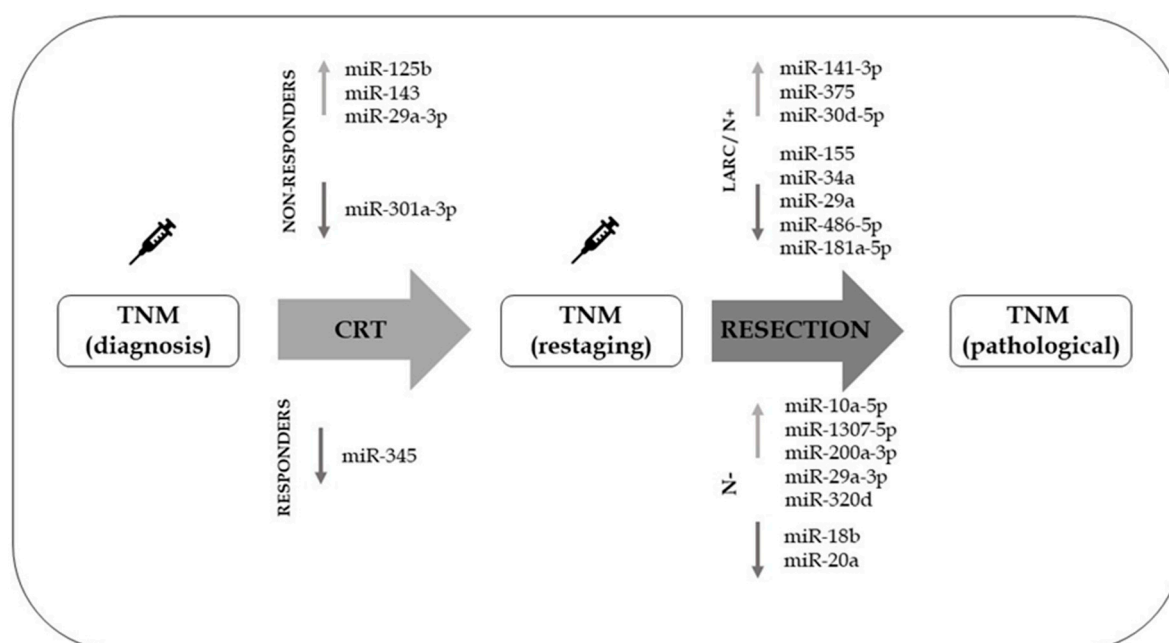 NON-RESPONDERS
miR-125b
miR-143
miR-29a-3p
miR-301a-3p
LARC/ N+
miR-141-3p
miR-375
miR-30d-5p
miR-155
miR-34a
miR-29a
miR-486-5p
miR-181a-5p
TNM
(diagnosis)
CRT
TNM
(restaging)
RESECTION
TNM
(pathological)
RESPONDERS
miR-345
N-
miR-10a-5p
miR-1307-5p
miR-200a-3p
miR-29a-3p
miR-320d
miR-18b
miR-20a